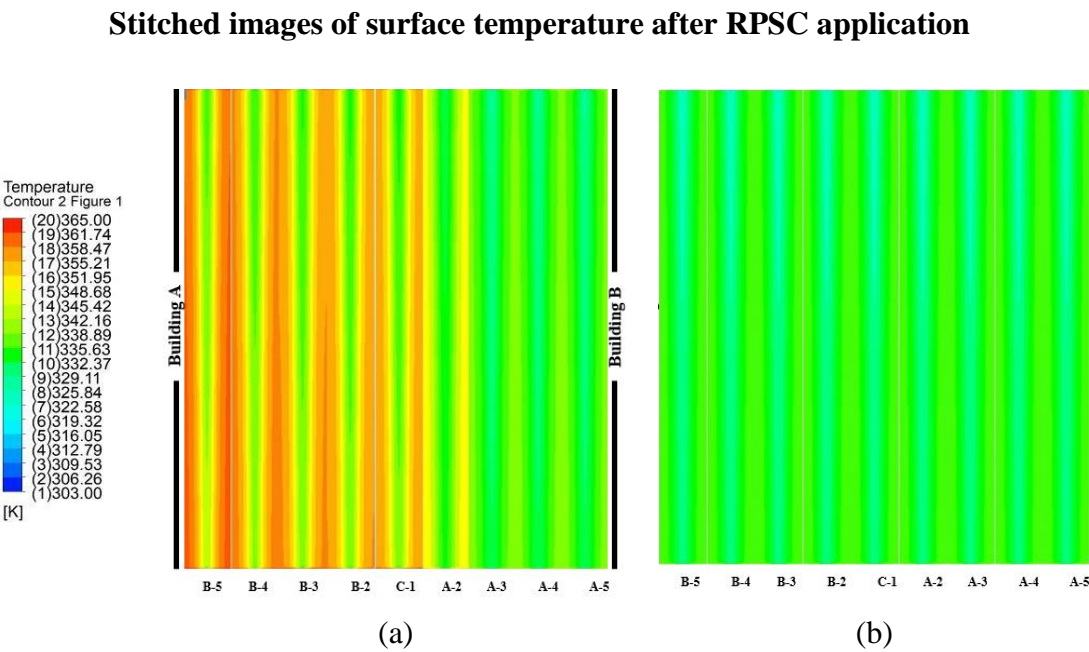 Stitched images of surface temperature after RPSC application
Temperature
Contour 2 Figure 1
(20)365.00
(19)361.74
(18)358.47
(17)355.21
(16)351.95
(15)348.68
(14)345.42
(13)342.16
(12)338.89
(11)335.63
(10)332.37
(9)329.11
(8)325.84
(7)322.58
(6)319.32
(5)316.05
(4)312.79
(3)309.53
(2)306.26
(1)303.00
[K]
Building A
Building B
B-5 B-4 B-3 B-2 C-1 A-2 A-3 A-4 A-5
B-5 B-4 B-3 B-2 C-1 A-2 A-3 A-4 A-5
(a)
(b)